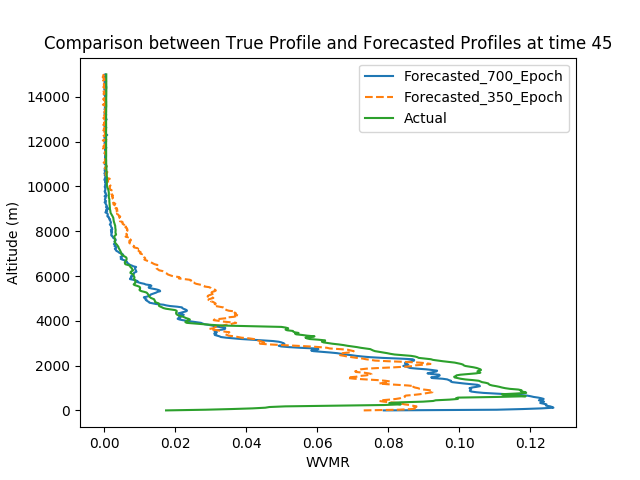 Comparison between True Profile and Forecasted Profiles at time 45
Forecasted_700_Epoch
Forecasted_350_Epoch
Actual
14000
12000
10000
8000
6000
4000
2000
0
Altitude (m)
0.00 0.02 0.04 0.06 0.08 0.10 0.12
WVMR